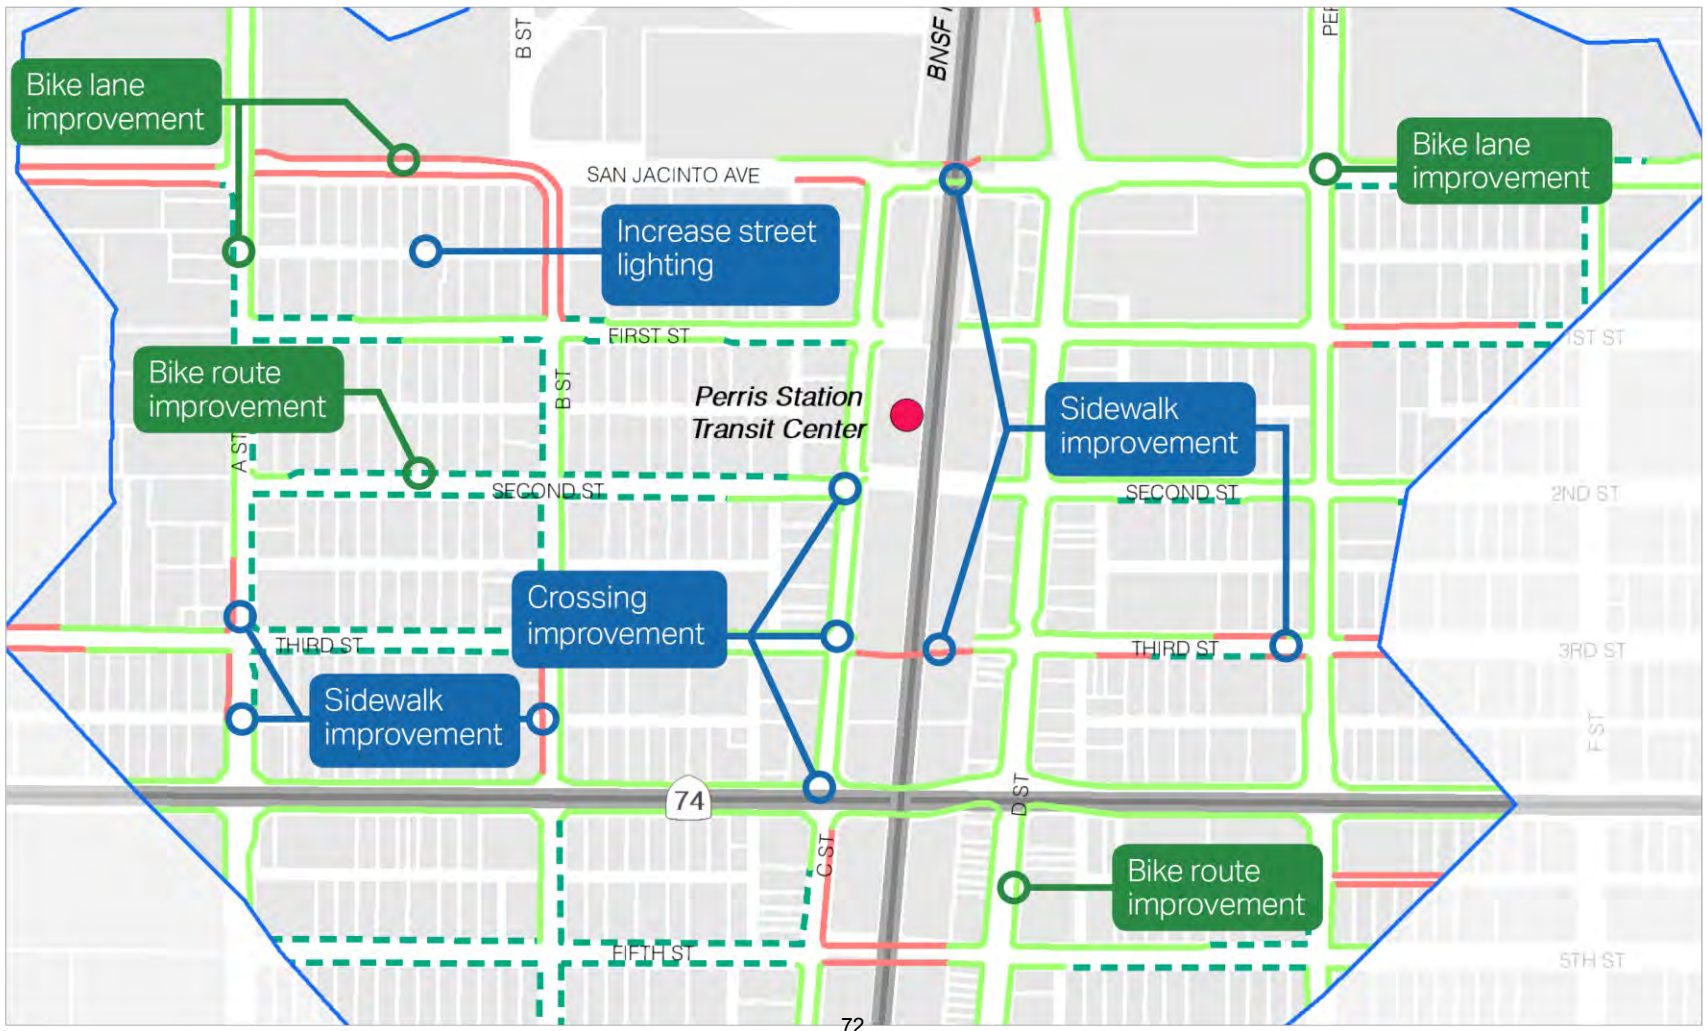 B ST
BNSF
PER
Bike lane
improvement
Bike lane
improvement
SAN JACINTO AVE
Increase street
lighting
FIRST ST
1ST ST
Bike route
improvement
B ST
Perris Station
Transit Center
Sidewalk
improvement
A ST
SECOND ST
SECOND ST
2ND ST
Crossing
improvement
THIRD ST
THIRD ST
3RD ST
Sidewalk
improvement
F ST
74
D ST
C ST
Bike route
improvement
FIFTH ST
5TH ST
72